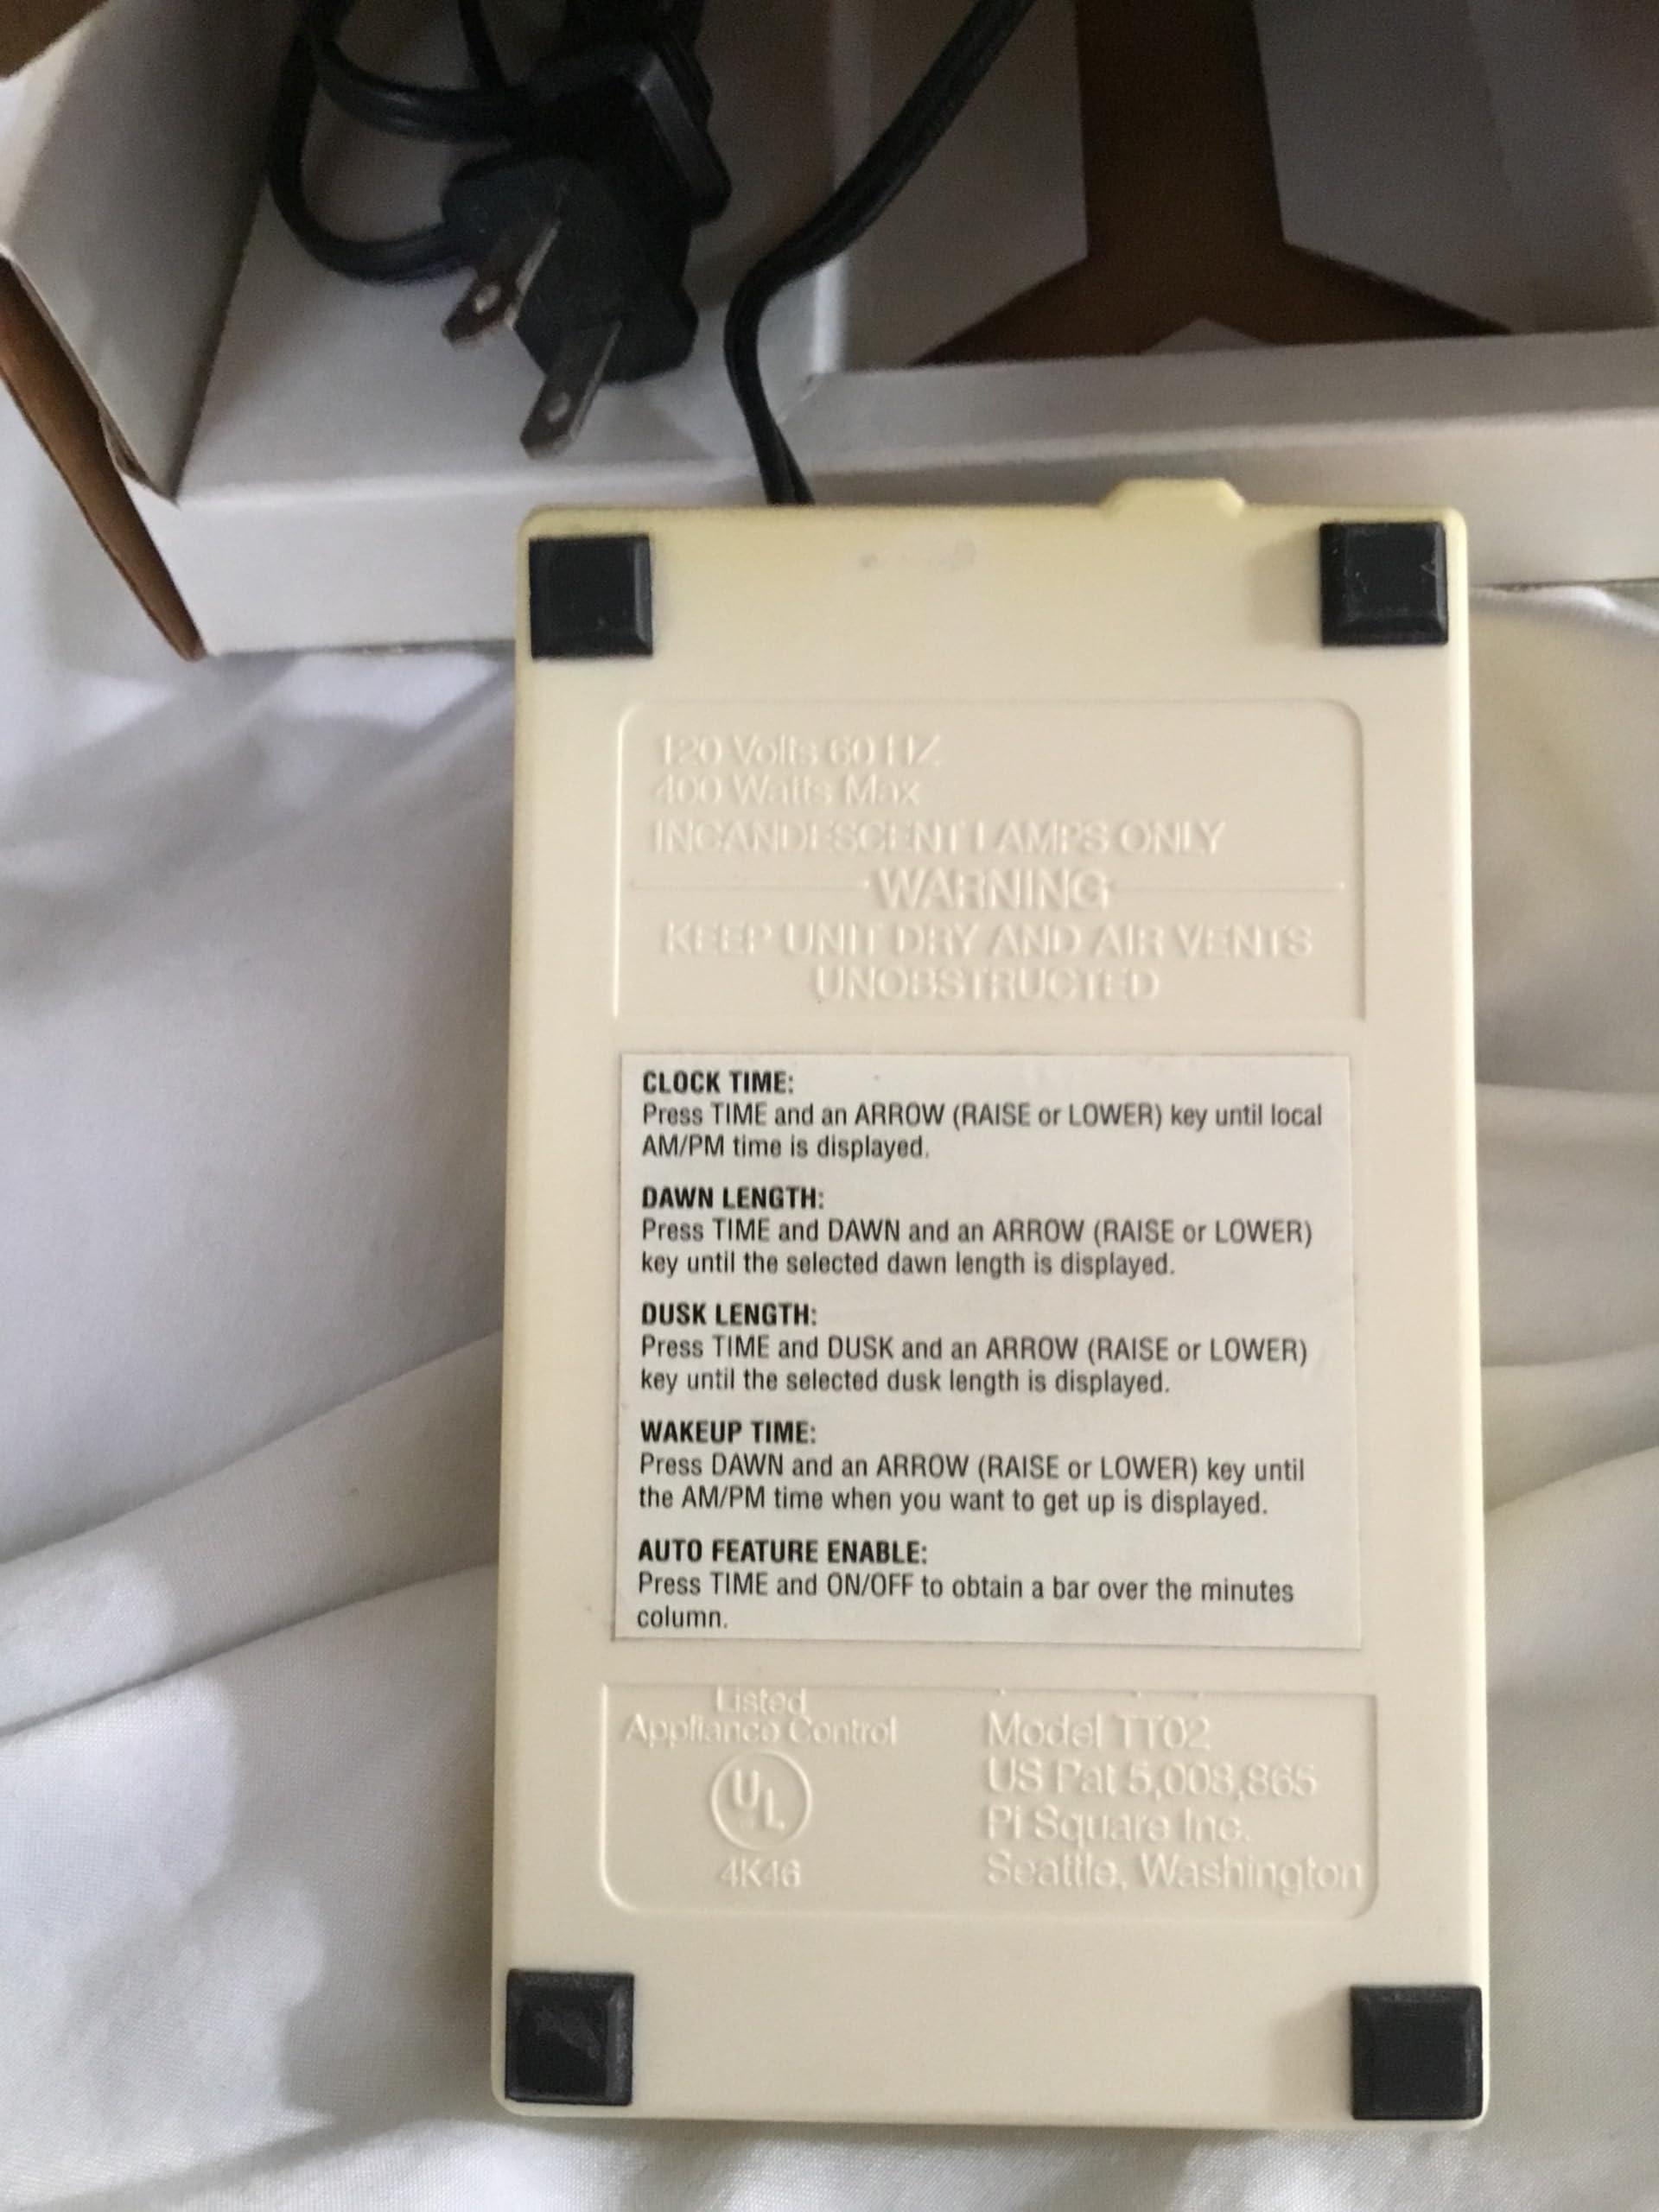 120 Volts 60 HZ
400 Watts Max
INCANDESCENT LAMPS ONLY
WARNING
KEEP UNIT DRY AND AIR VENTS
UNOBSTRUCTED
CLOCK TIME:
Press TIME and an ARROW (RAISE or LOWER) key until local
AM/PM time is displayed.
DAWN LENGTH:
Press TIME and DAWN and an ARROW (RAISE or LOWER)
key until the selected dawn length is displayed.
DUSK LENGTH:
Press TIME and DUSK and an ARROW (RAISE or LOWER)
key until the selected dusk length is displayed.
WAKEUP TIME:
Press DAWN and an ARROW (RAISE or LOWER) key until
the AM/PM time when you want to get up is displayed.
AUTO FEATURE ENABLE:
Press TIME and ON/OFF to obtain a bar over the minutes
column.
Listed
Appliance Control
UL
4K46
Model TT02
US Pat 5,008,865
Pi Square Inc.
Seattle, Washington